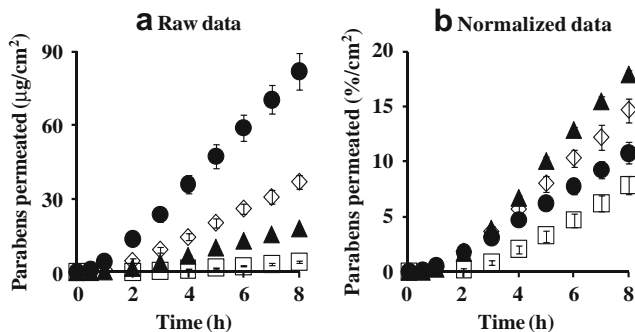 a Raw data
Parabens permeated (µg/cm²)
90
60
30
0
0 2 4 6 8
Time (h)
b Normalized data
Parabens permeated (%/cm²)
20
15
10
5
0
0 2 4 6 8
Time (h)